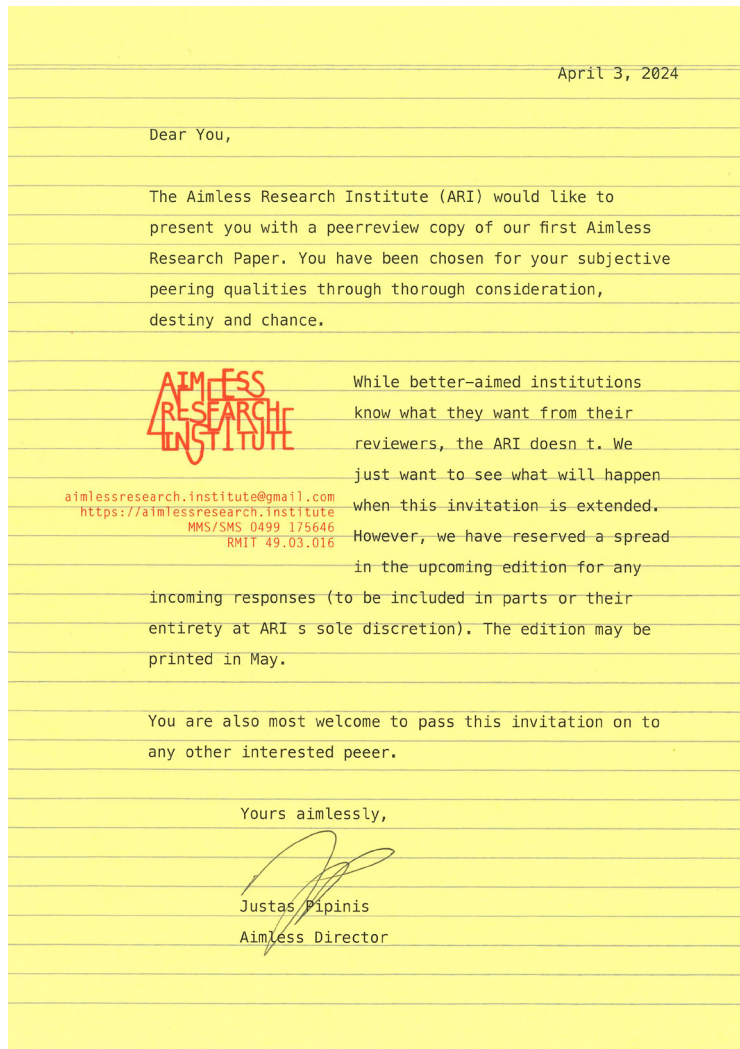 April 3, 2024
Dear You,
The Aimless Research Institute (ARI) would like to
present you with a peerreview copy of our first Aimless
Research Paper. You have been chosen for your subjective
peering qualities through thorough consideration,
destiny and chance.
AIMLESS
RESEARCHE
INSTITUTE
aimlessresearch.institute@gmail.com
https://aimlessresearch.institute
MMS/SMS 0499 175646
RMIT 49.03.016
While better-aimed institutions
know what they want from their
reviewers, the ARI doesn t. We
just want to see what will happen
when this invitation is extended.
However, we have reserved a spread
in the upcoming edition for any
incoming responses (to be included in parts or their
entirety at ARI s sole discretion). The edition may be
printed in May.
You are also most welcome to pass this invitation on to
any other interested peeer.
Yours aimlessly,
Justas Pipinis
Aimless Director